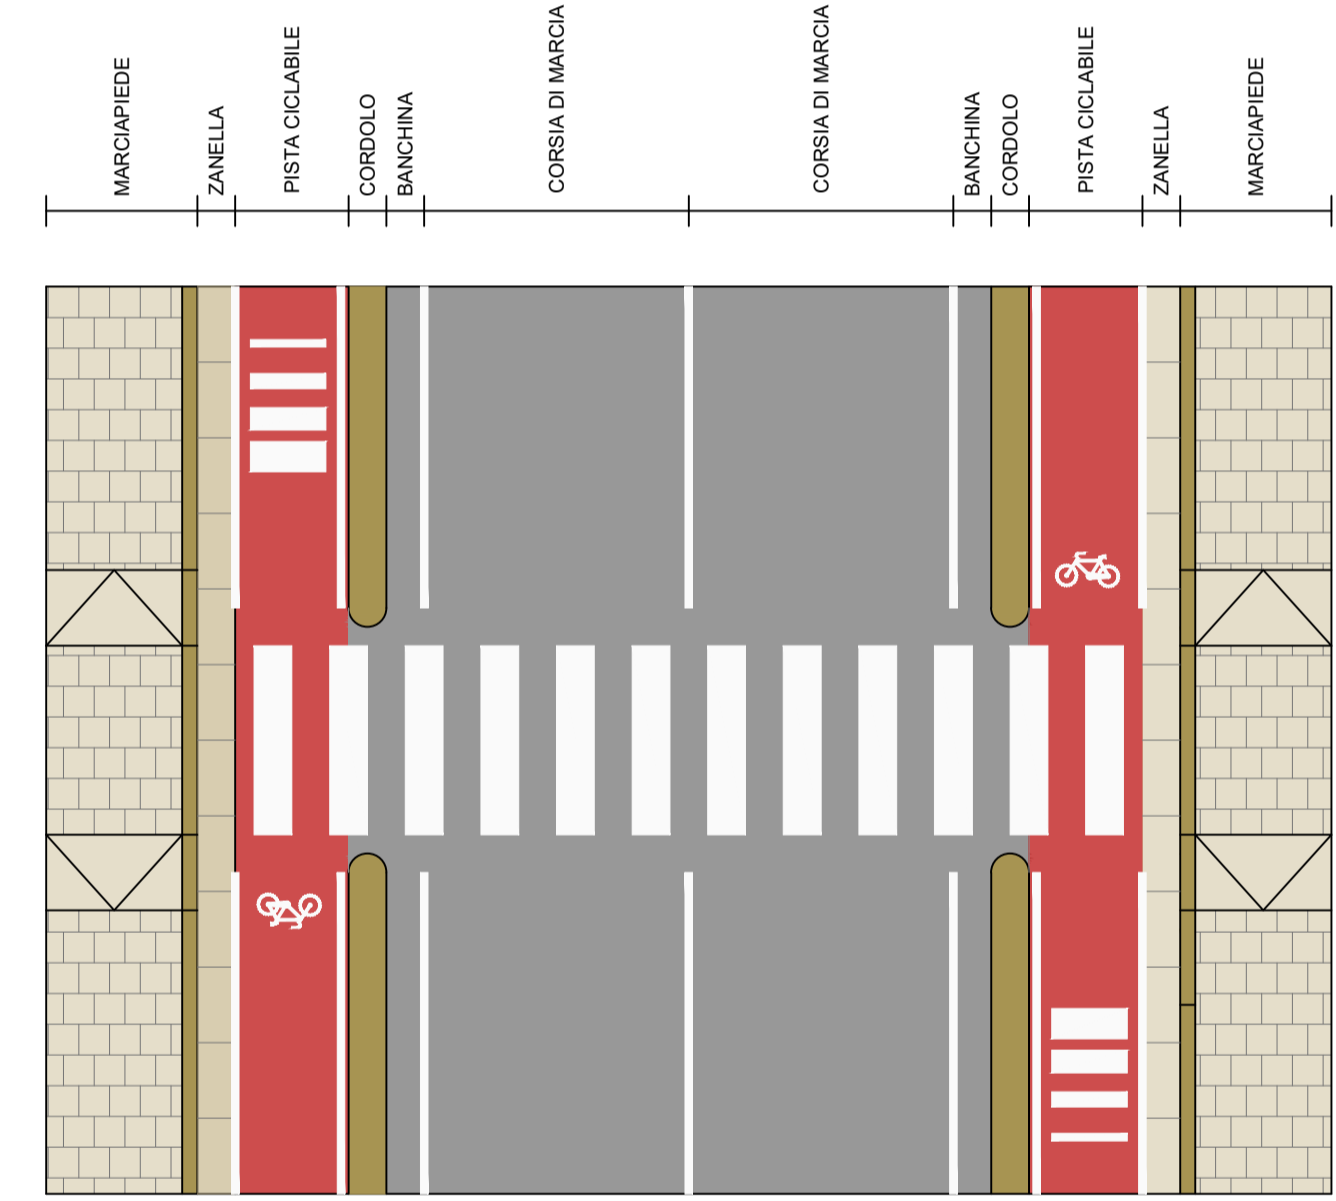 MARCIAPIEDE
ZANELLA
PISTA CICLABILE
CORDOLO
BANCHINA
CORSIA DI MARCIA
CORSIA DI MARCIA
BANCHINA
CORDOLO
PISTA CICLABILE
ZANELLA
MARCIAPIEDE